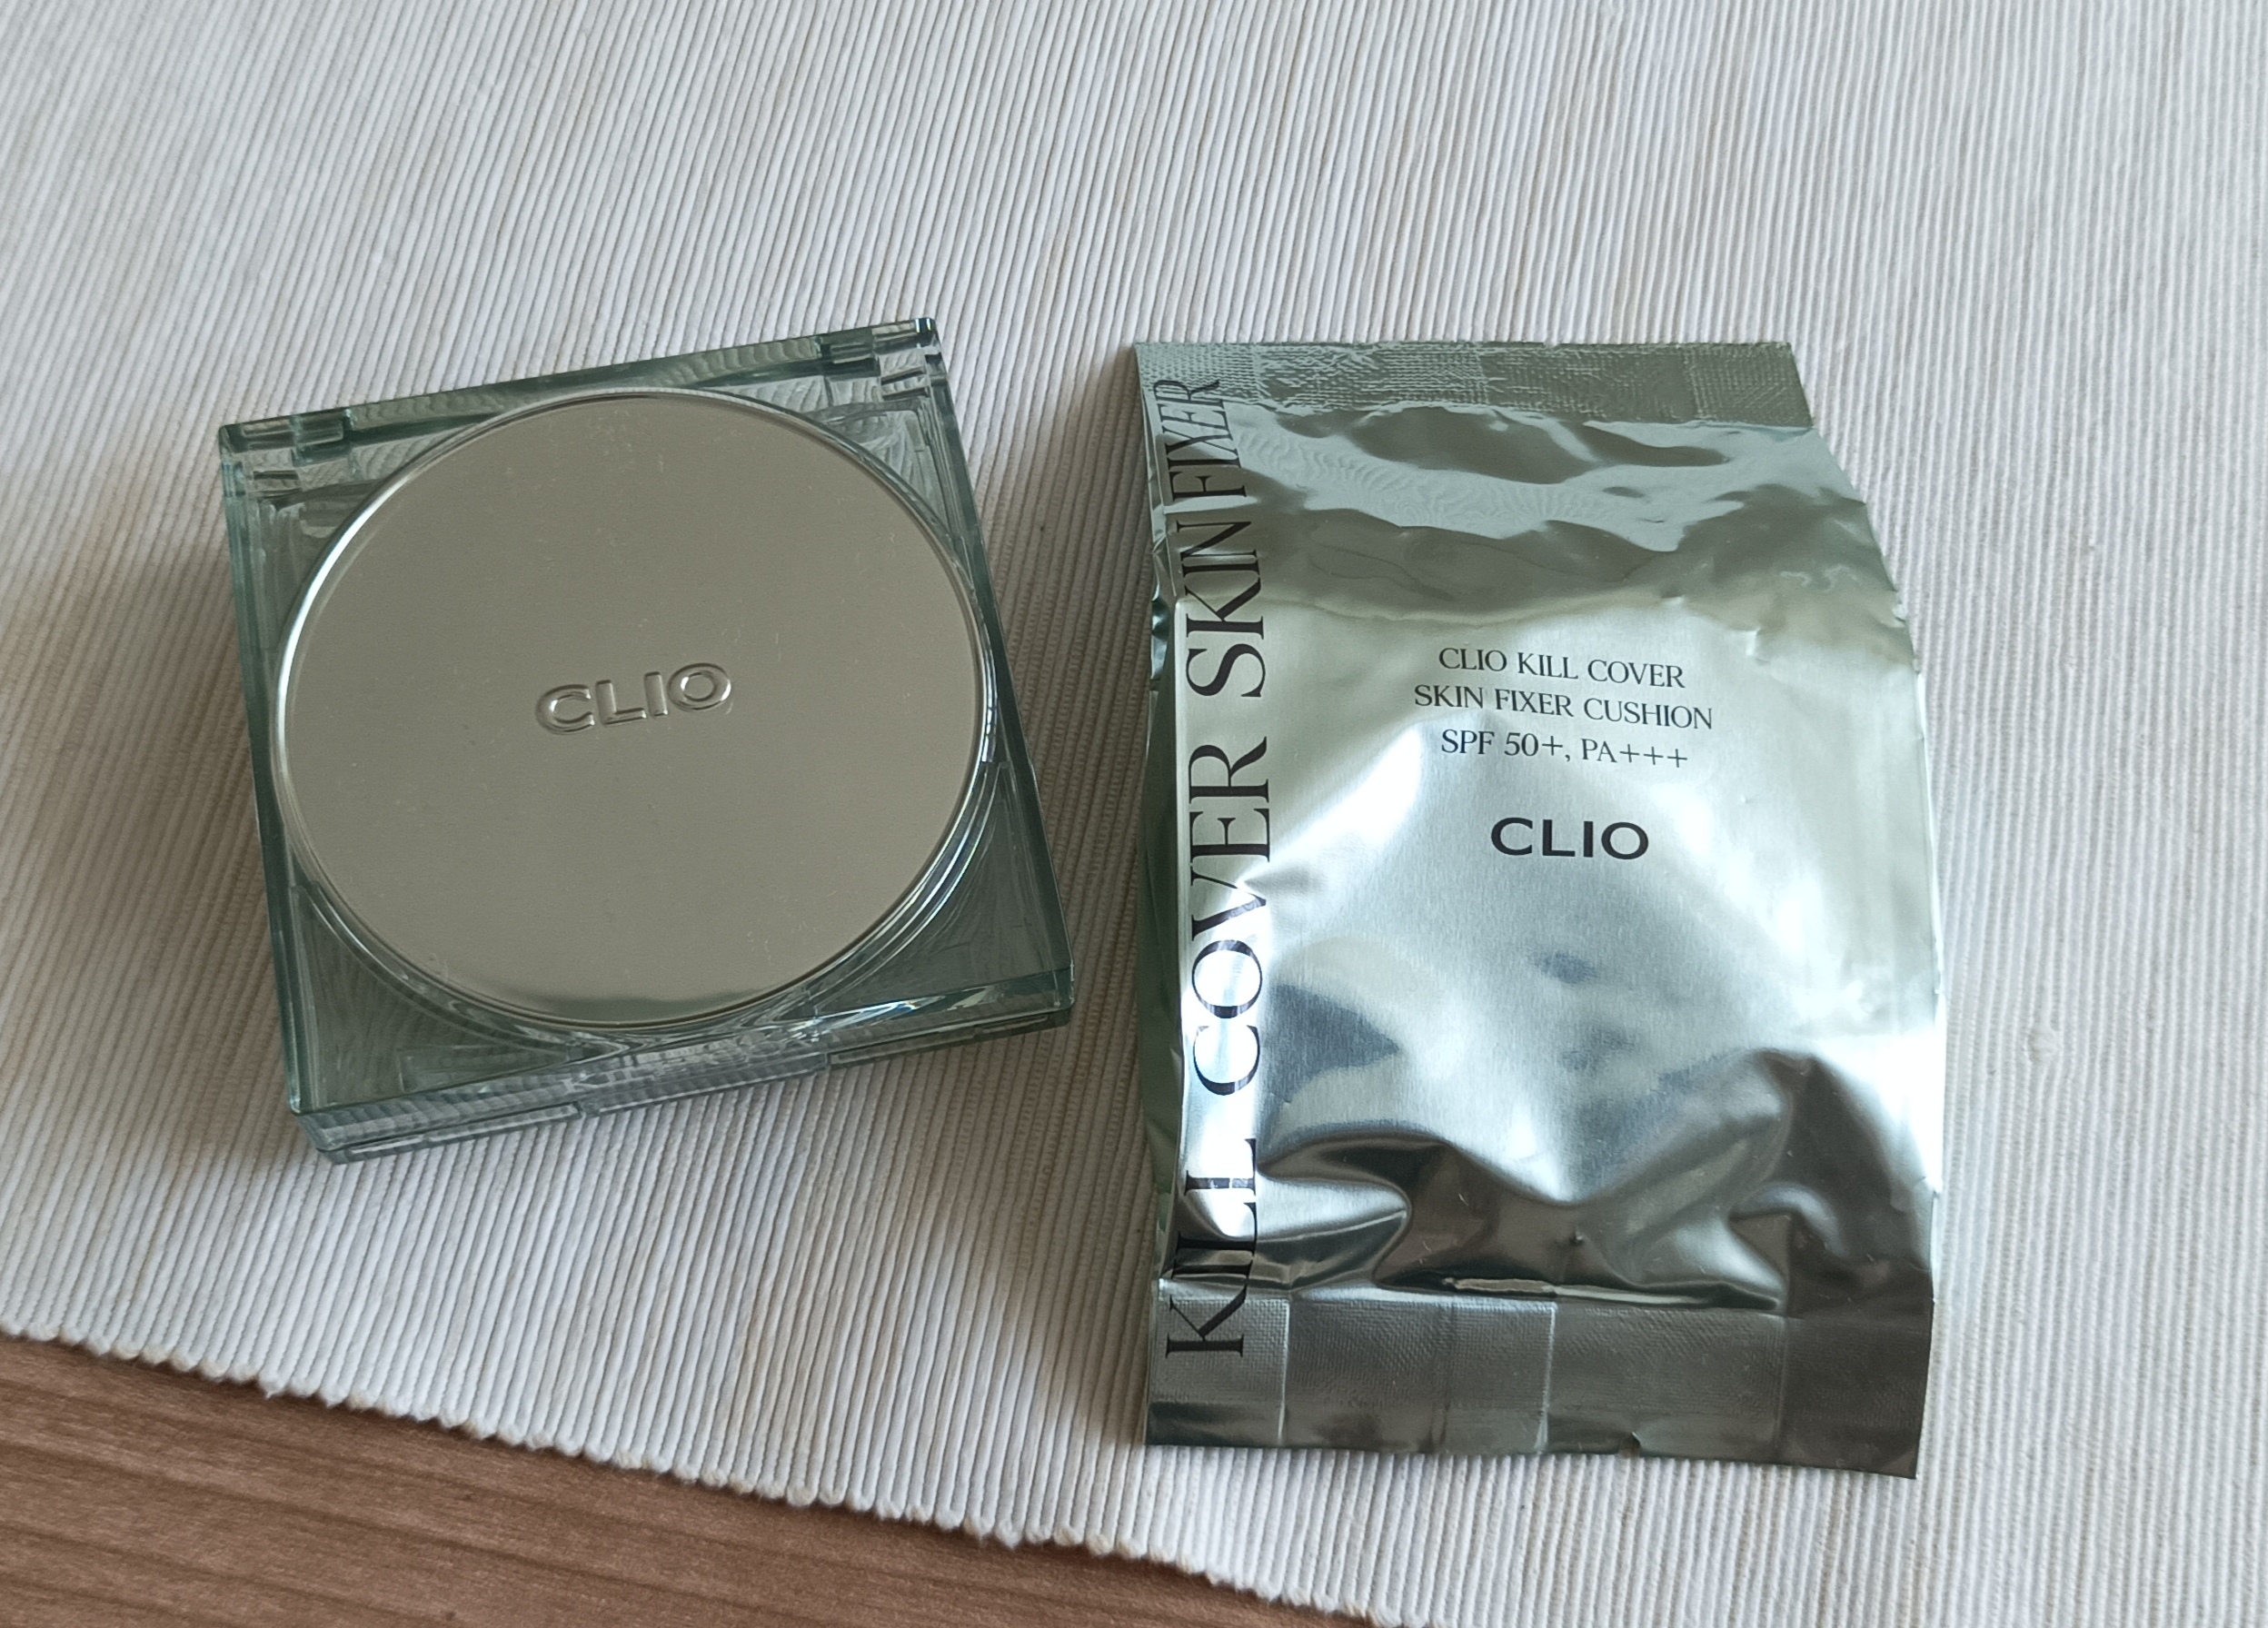 CLIO
KILL COVER SKIN FIXER
CLIO KILL COVER
SKIN FIXER CUSHION
SPF 50+, PA+++
CLIO